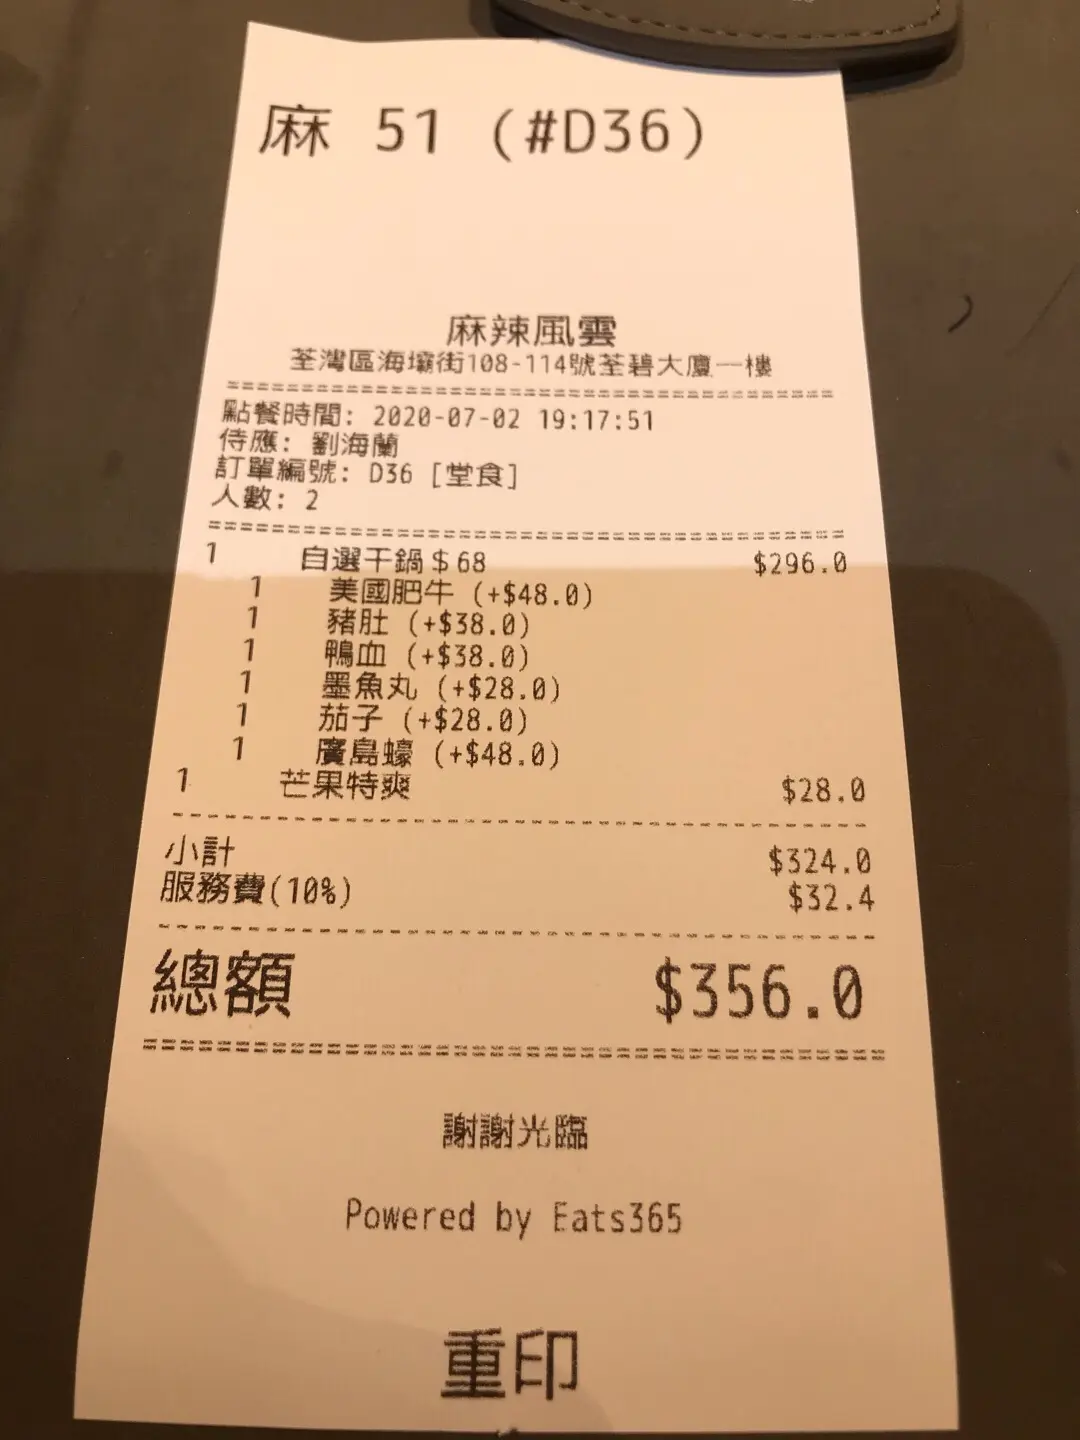 麻 51 (#D36)
麻辣風雲
荃灣區海壩街108-114號荃碧大廈一樓
點餐時間: 2020-07-02 19:17:51
侍應: 劉海蘭
訂單編號: D36 [堂食]
人數: 2
1 自選干鍋$68 $296.0
1 美國肥牛 (+$48.0)
1 豬肚 (+$38.0)
1 鴨血 (+$38.0)
1 墨魚丸 (+$28.0)
1 茄子 (+$28.0)
1 廣島蠔 (+$48.0)
1 芒果特爽 $28.0
小計 $324.0
服務費(10%) $32.4
總額 $356.0
謝謝光臨
Powered by Eats365
重印